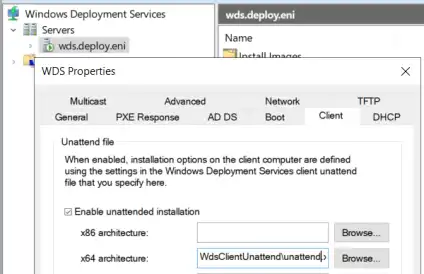 Windows Deployment Services
Servers
wds.deploy.eni
wds.deploy.eni
Name
Install Images
WDS Properties
Multicast
Advanced
Network
TFTP
General
PXE Response
AD DS
Boot
Client
DHCP
Unattend file
When enabled, installation options on the client computer are defined
using the settings in the Windows Deployment Services client unattend
file that you specify here.
Enable unattended installation
x86 architecture:
Browse...
x64 architecture:
WdsClientUnattend\unattend.x
Browse...